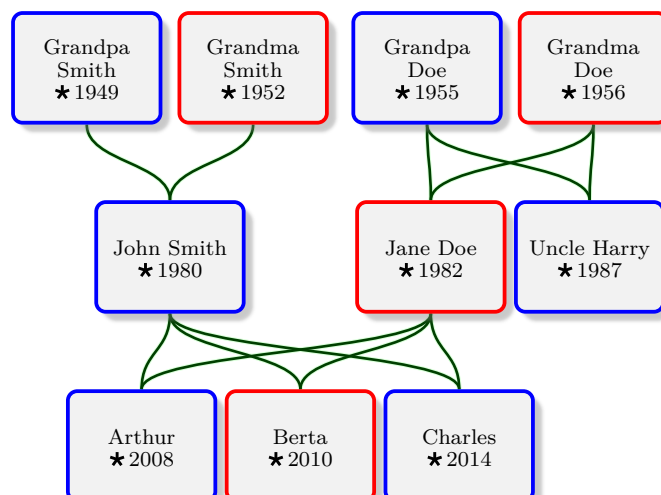 Grandpa
Smith
★ 1949
Grandma
Smith
★ 1952
Grandpa
Doe
★ 1955
Grandma
Doe
★ 1956
John Smith
★ 1980
Jane Doe
★ 1982
Uncle Harry
★ 1987
Arthur
★ 2008
Berta
★ 2010
Charles
★ 2014